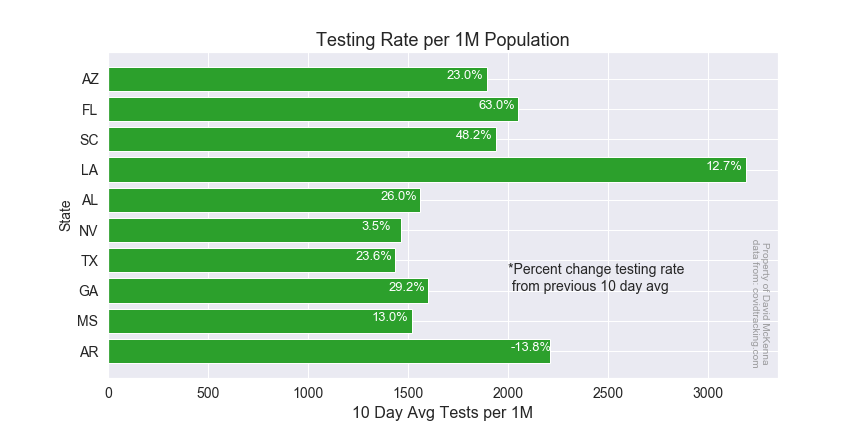 Testing Rate per 1M Population
AZ
23.0%
FL
63.0%
SC
48.2%
LA
12.7%
AL
26.0%
NV
3.5%
TX
23.6%
GA
29.2%
MS
13.0%
AR
-13.8%
State
*Percent change testing rate
from previous 10 day avg
Property of David McKenna
data from: covidtracking.com
0 500 1000 1500 2000 2500 3000
10 Day Avg Tests per 1M